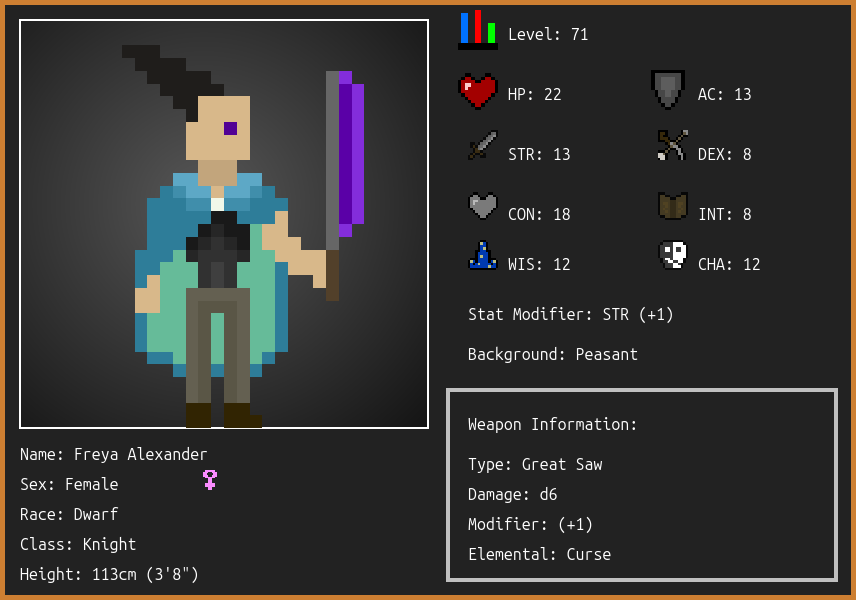 Level: 71
HP: 22
AC: 13
STR: 13
DEX: 8
CON: 18
INT: 8
WIS: 12
CHA: 12
Stat Modifier: STR (+1)
Background: Peasant
Weapon Information:
Type: Great Saw
Damage: d6
Modifier: (+1)
Elemental: Curse
Name: Freya Alexander
Sex: Female
Race: Dwarf
Class: Knight
Height: 113cm (3'8")